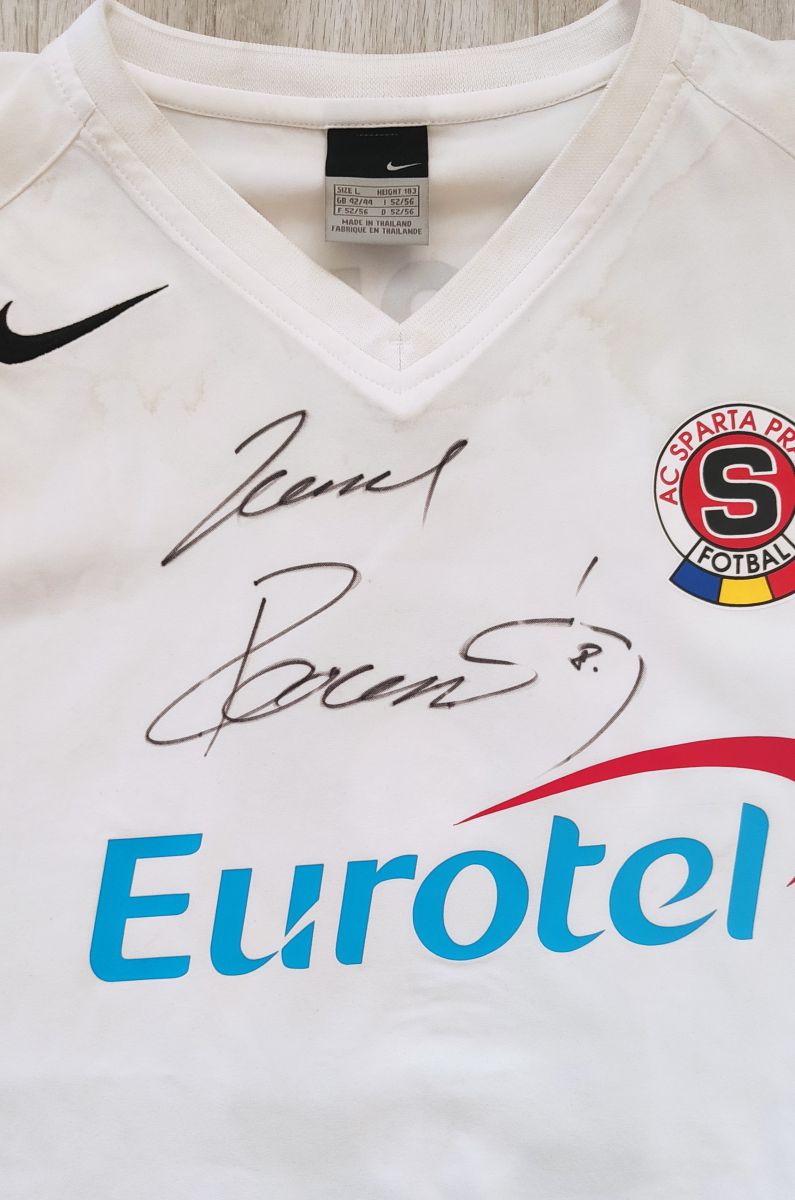 SIZE L HEIGHT 183
GB 42/44 I 52/56
F 52/56 D 52/56
MADE IN THAILAND
FABRIQUE EN THAILANDE
AC SPARTA PRA
S
FOTBAL
8.
Eurotel